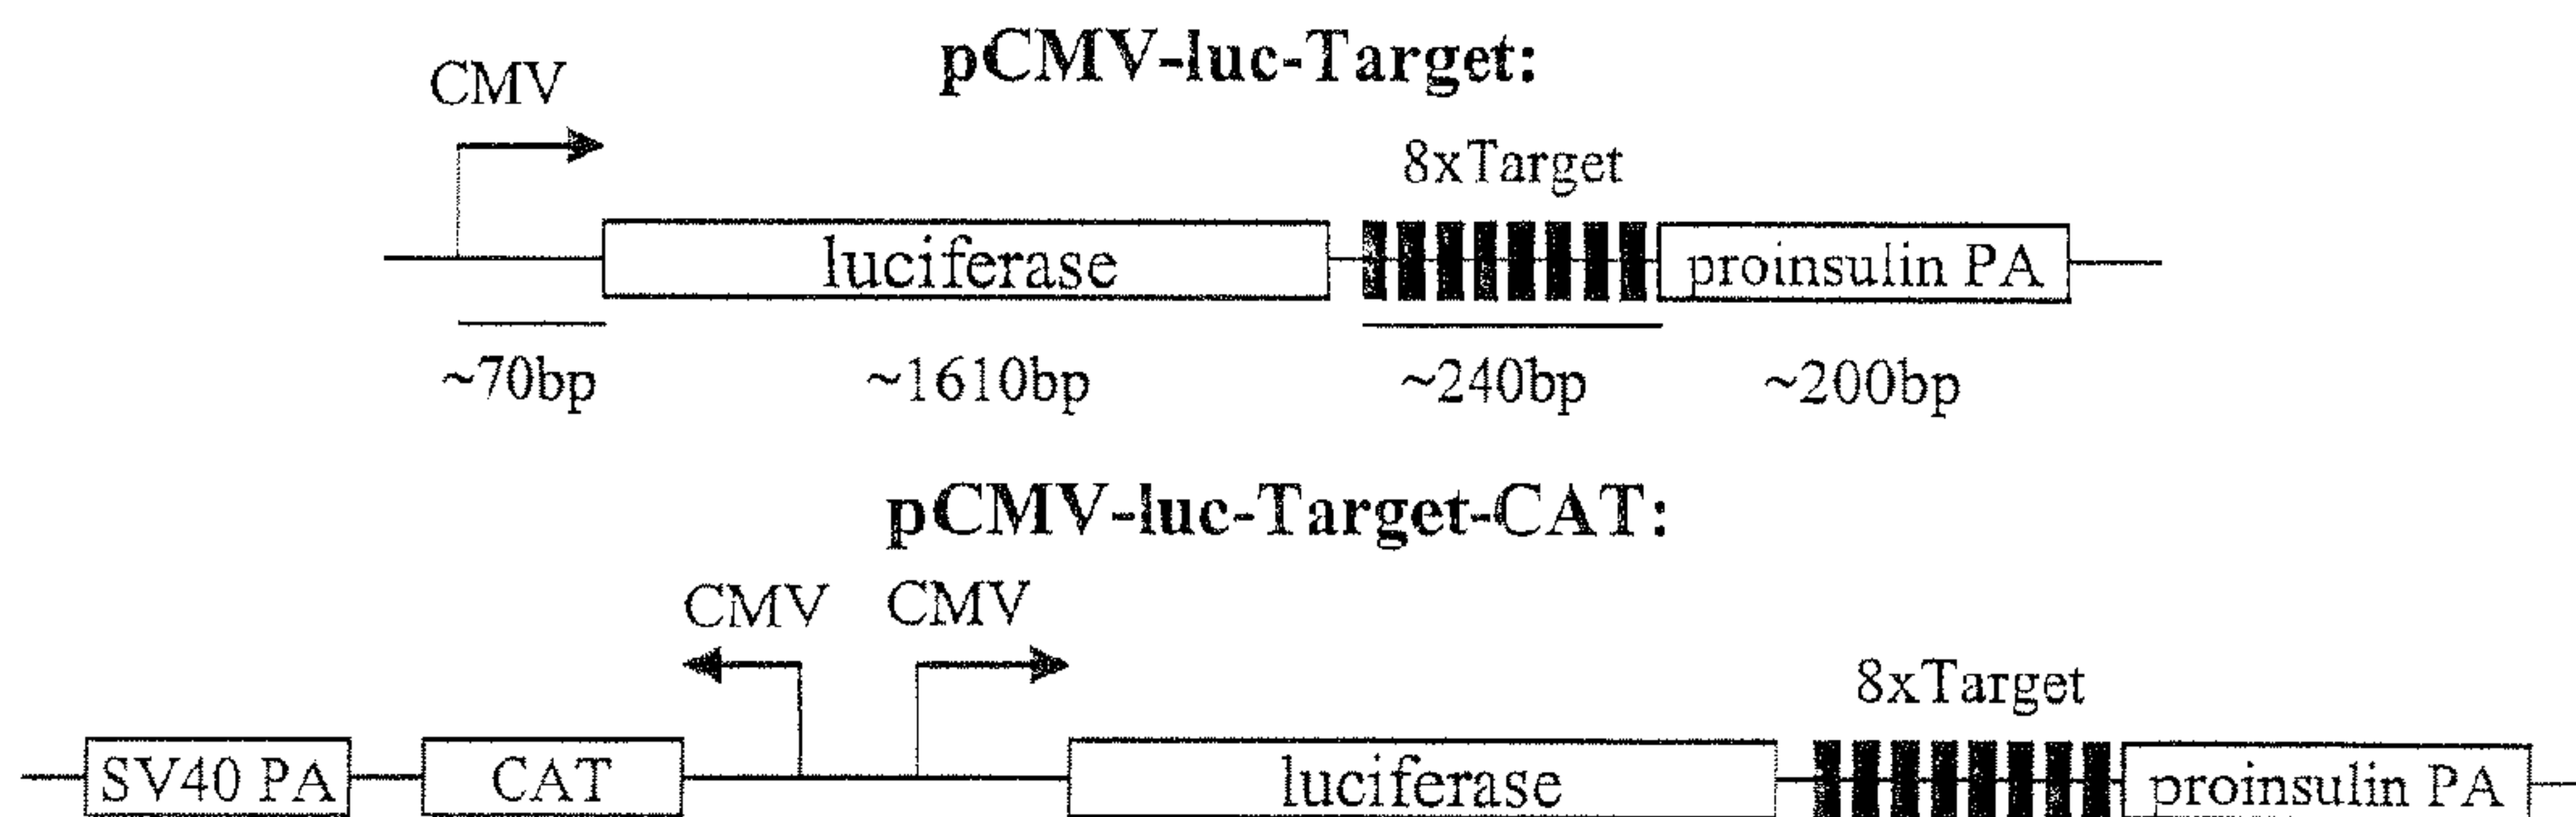 pCMV-luc-Target:
CMV
8xTarget
luciferase
proinsulin PA
~70bp
~1610bp
~240bp
~200bp
pCMV-luc-Target-CAT:
CMV
CMV
8xTarget
SV40 PA
CAT
luciferase
proinsulin PA